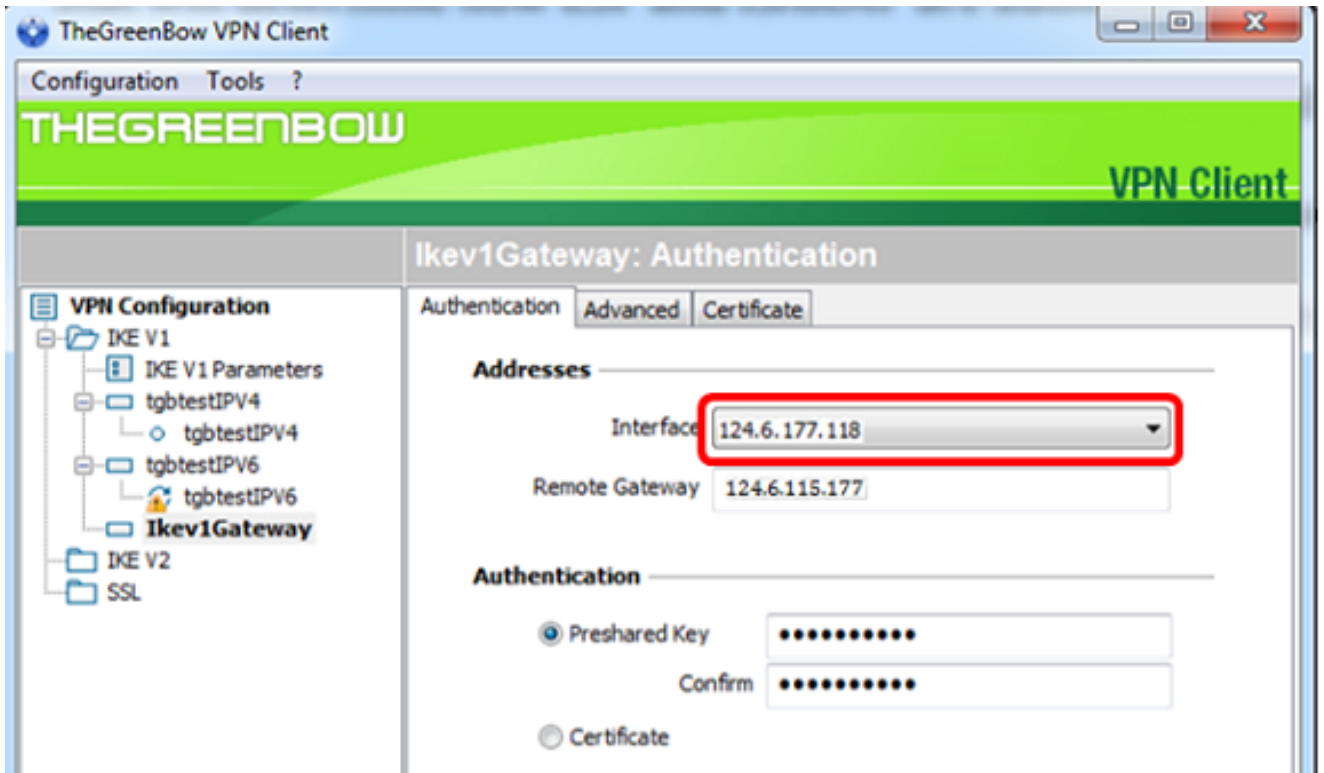 TheGreenBow VPN Client
Configuration Tools ?
THEGREENBOW
VPN Client
Ikev1Gateway: Authentication
VPN Configuration
IKE V1
IKE V1 Parameters
tgbtestIPV4
tgbtestIPV4
tgbtestIPV6
tgbtestIPV6
Ikev1Gateway
IKE V2
SSL
Authentication Advanced Certificate
Addresses
Interface 124.6.177.118
Remote Gateway 124.6.115.177
Authentication
Preshared Key ••••••••••
Confirm ••••••••••
Certificate